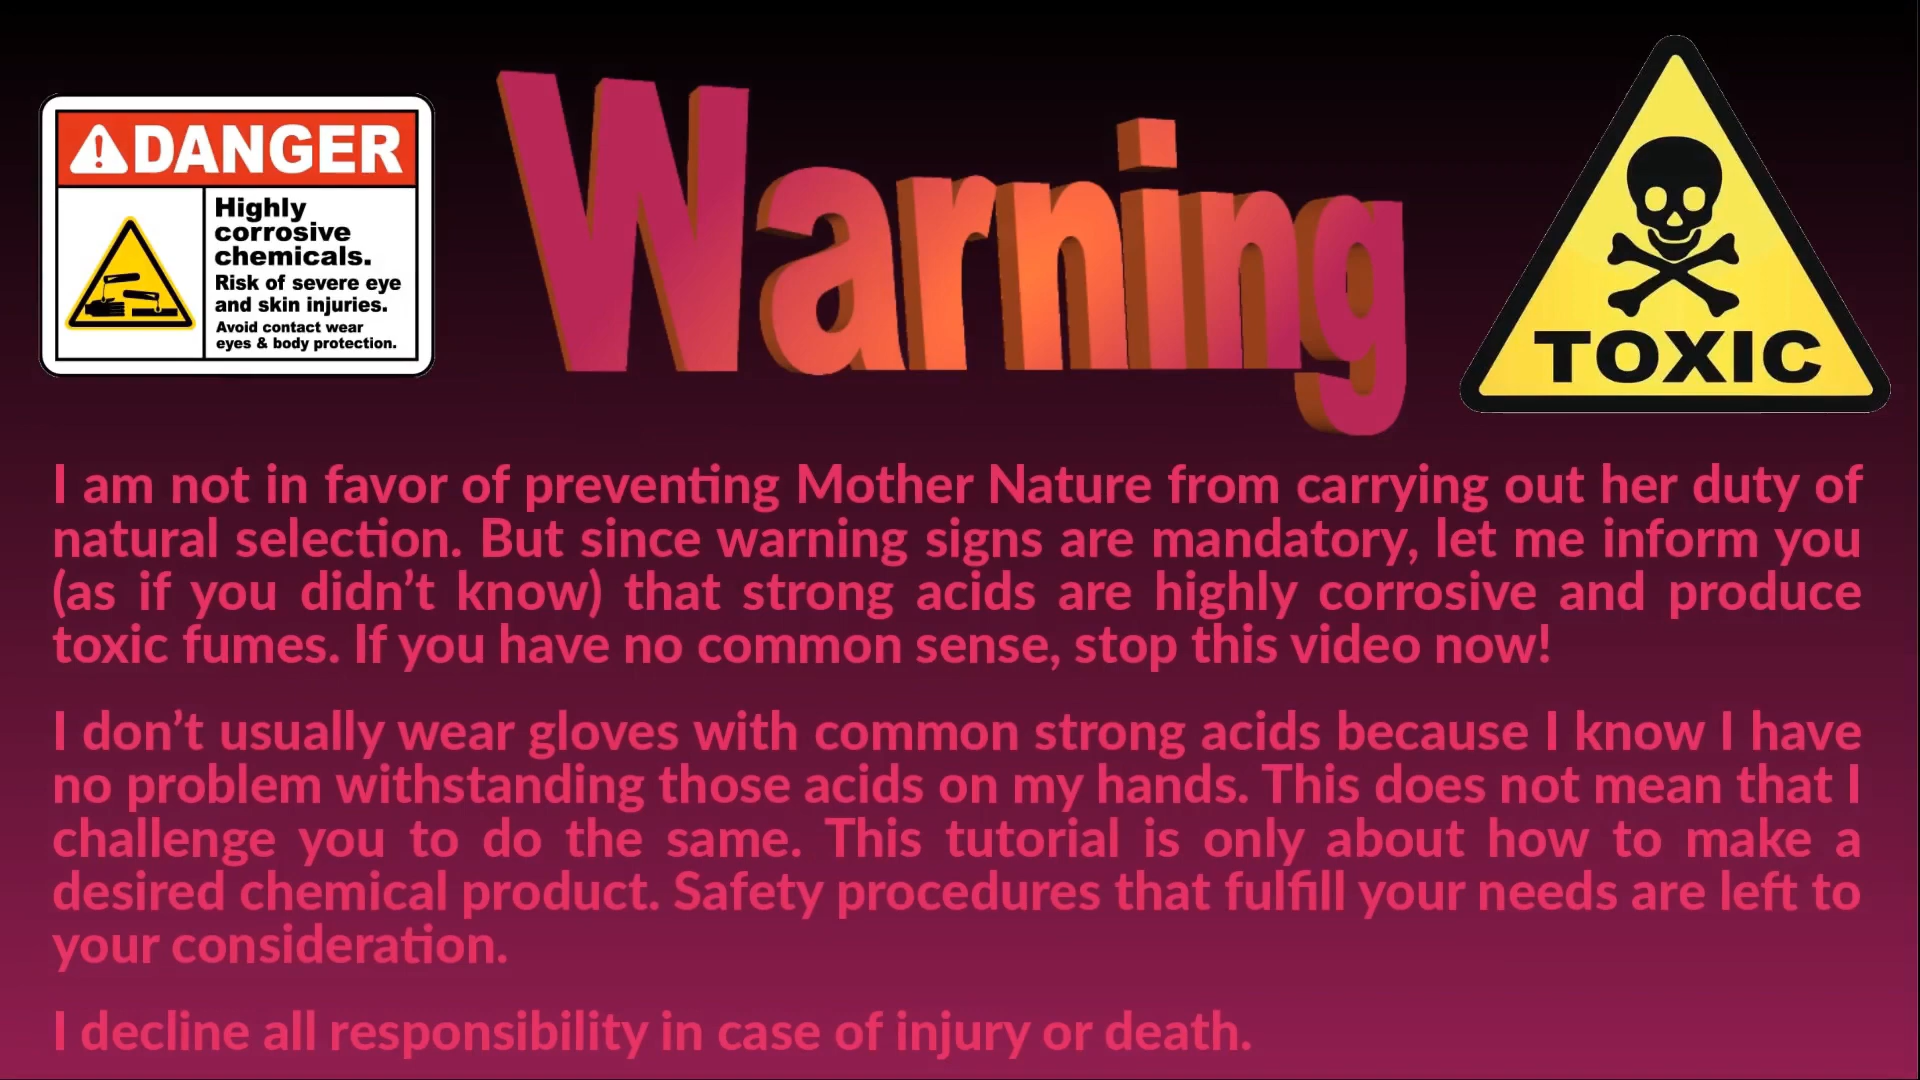 DANGER
Highly
corrosive
chemicals.
Risk of severe eye
and skin injuries.
Avoid contact wear
eyes & body protection.
Warning
TOXIC
I am not in favor of preventing Mother Nature from carrying out her duty of
natural selection. But since warning signs are mandatory, let me inform you
(as if you didn’t know) that strong acids are highly corrosive and produce
toxic fumes. If you have no common sense, stop this video now!
I don’t usually wear gloves with common strong acids because I know I have
no problem withstanding those acids on my hands. This does not mean that I
challenge you to do the same. This tutorial is only about how to make a
desired chemical product. Safety procedures that fulfill your needs are left to
your consideration.
I decline all responsibility in case of injury or death.